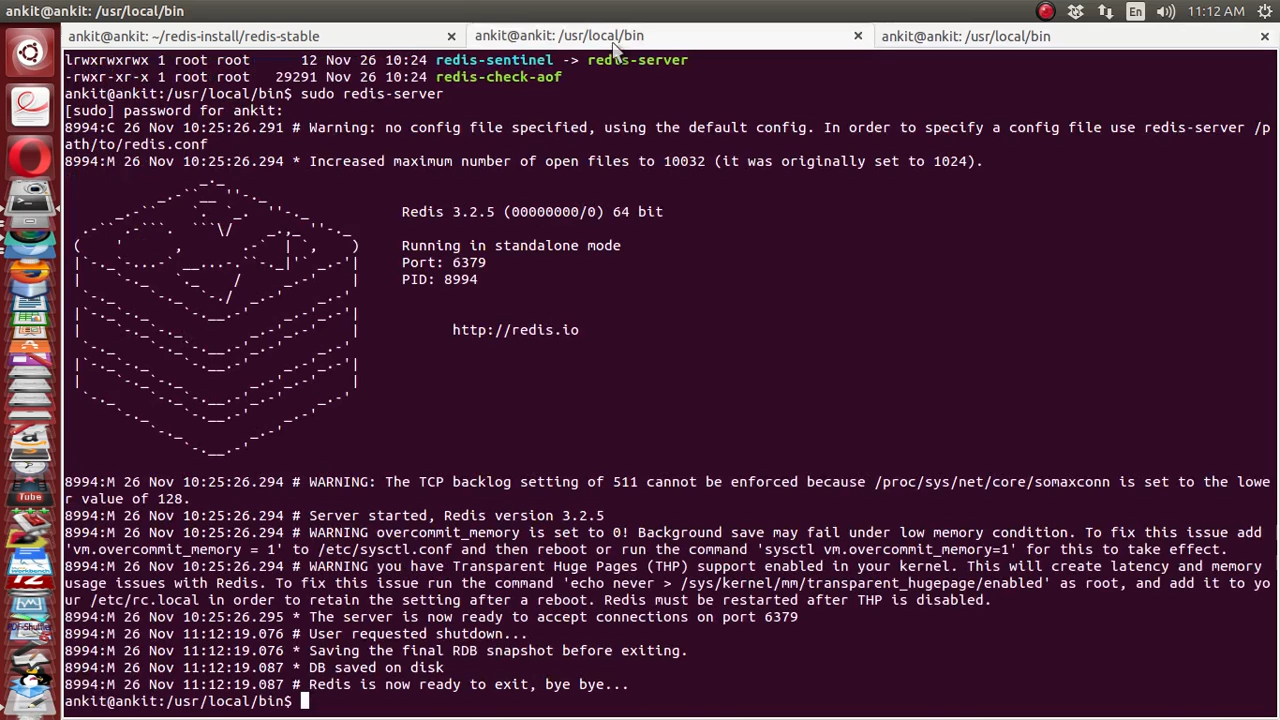 ankit@ankit: /usr/local/bin
En
11:12 AM
ankit@ankit: ~/redis-install/redis-stable
ankit@ankit: /usr/local/bin
ankit@ankit: /usr/local/bin
lrwxrwxrwx 1 root root      12 Nov 26 10:24 redis-sentinel -> redis-server
-rwxr-xr-x 1 root root   29291 Nov 26 10:24 redis-check-aof
ankit@ankit:/usr/local/bin$ sudo redis-server
[sudo] password for ankit:
8994:C 26 Nov 10:25:26.291 # Warning: no config file specified, using the default config. In order to specify a config file use redis-server /p
ath/to/redis.conf
8994:M 26 Nov 10:25:26.294 * Increased maximum number of open files to 10032 (it was originally set to 1024).
Redis 3.2.5 (00000000/0) 64 bit
Running in standalone mode
Port: 6379
PID: 8994
http://redis.io
8994:M 26 Nov 10:25:26.294 # WARNING: The TCP backlog setting of 511 cannot be enforced because /proc/sys/net/core/somaxconn is set to the lowe
r value of 128.
8994:M 26 Nov 10:25:26.294 # Server started, Redis version 3.2.5
8994:M 26 Nov 10:25:26.294 # WARNING overcommit_memory is set to 0! Background save may fail under low memory condition. To fix this issue add
'vm.overcommit_memory = 1' to /etc/sysctl.conf and then reboot or run the command 'sysctl vm.overcommit_memory=1' for this to take effect.
8994:M 26 Nov 10:25:26.294 # WARNING you have Transparent Huge Pages (THP) support enabled in your kernel. This will create latency and memory
usage issues with Redis. To fix this issue run the command 'echo never > /sys/kernel/mm/transparent_hugepage/enabled' as root, and add it to yo
ur /etc/rc.local in order to retain the setting after a reboot. Redis must be restarted after THP is disabled.
8994:M 26 Nov 10:25:26.295 * The server is now ready to accept connections on port 6379
8994:M 26 Nov 11:12:19.076 # User requested shutdown...
8994:M 26 Nov 11:12:19.076 * Saving the final RDB snapshot before exiting.
8994:M 26 Nov 11:12:19.087 * DB saved on disk
8994:M 26 Nov 11:12:19.087 # Redis is now ready to exit, bye bye...
ankit@ankit:/usr/local/bin$
Tube